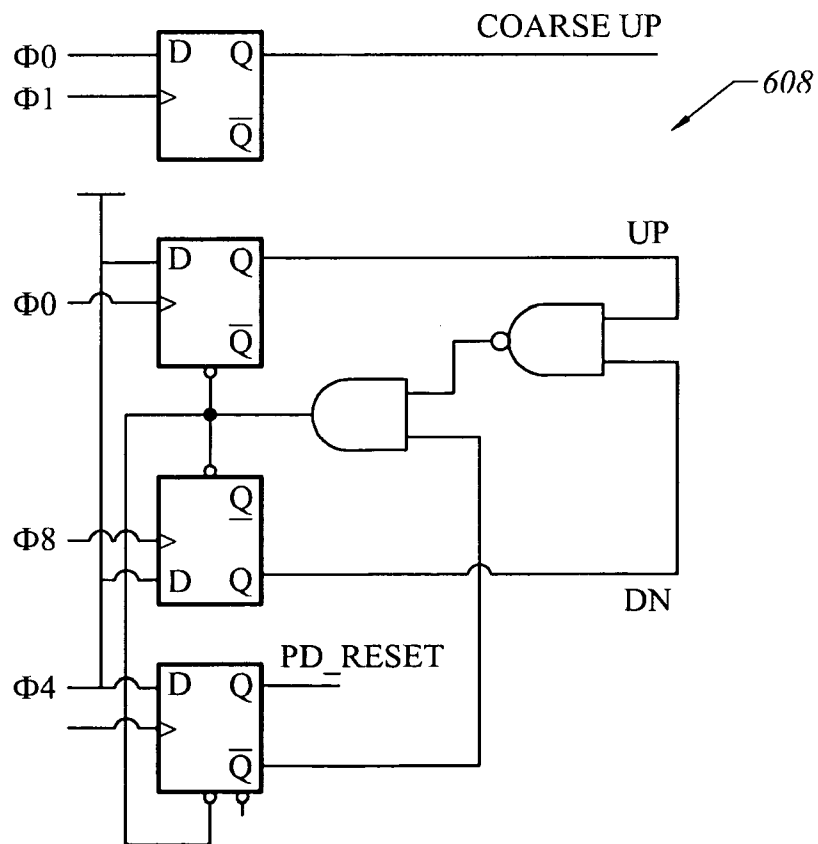 COARSE UP
Φ0 D Q
Φ1
Q̅
608
UP
D Q
Φ0
Q̅
Q
Φ8
D Q
DN
PD_RESET
Φ4 D Q
Q̅